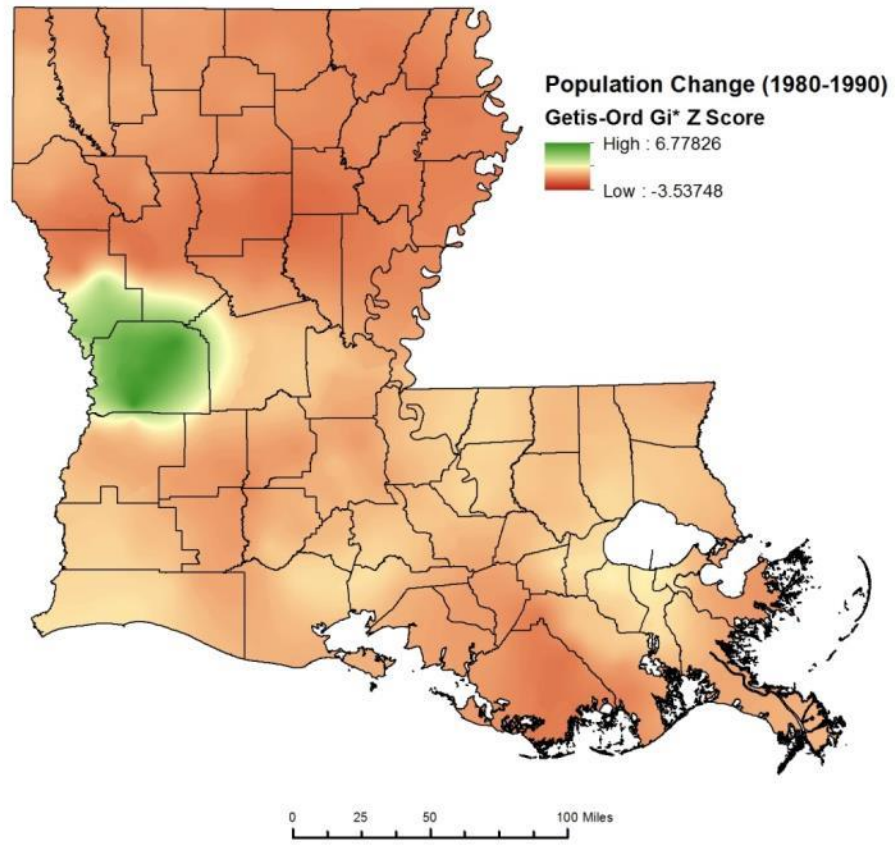 Population Change (1980-1990)
Getis-Ord Gi* Z Score
High : 6.77826
Low : -3.53748
0 25 50 100 Miles